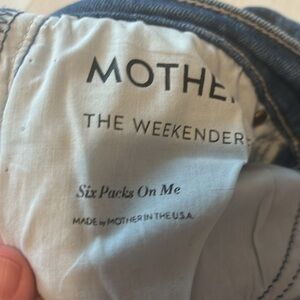 MOTHE
THE WEEKENDER
Six Packs On Me
MADE by MOTHER IN THE U.S.A.